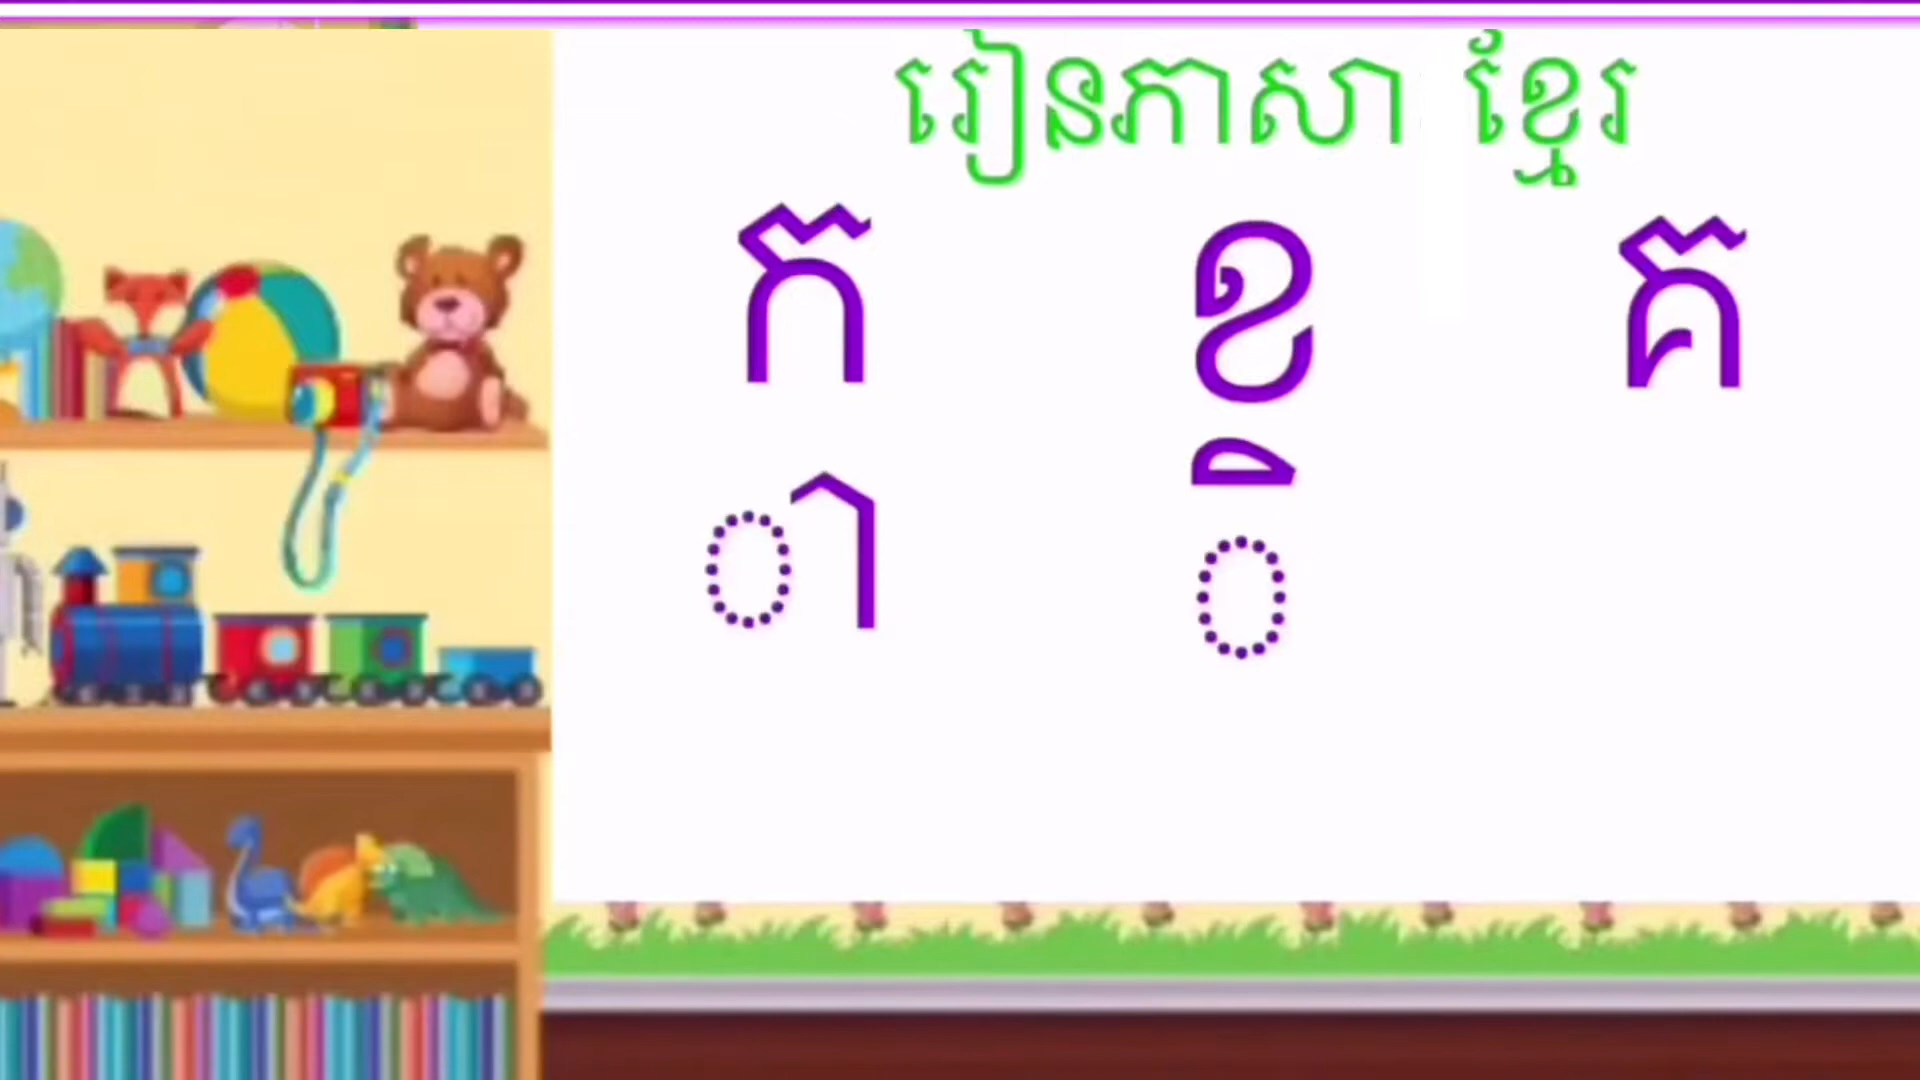 រៀនភាសា ខ្មែរ
ក ខ គ
ា ិ